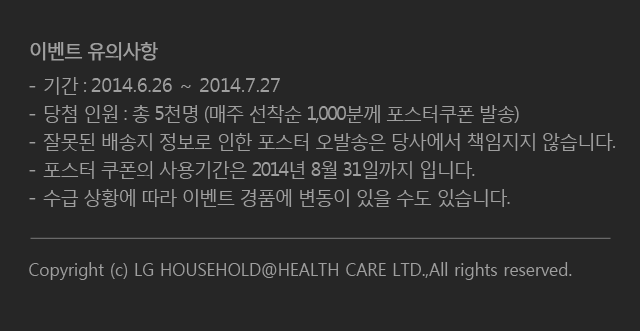 이벤트 유의사항
- 기간 : 2014.6.26 ~ 2014.7.27
- 당첨 인원 : 총 5천명 (매주 선착순 1,000분께 포스터쿠폰 발송)
- 잘못된 배송지 정보로 인한 포스터 오발송은 당사에서 책임지지 않습니다.
- 포스터 쿠폰의 사용기간은 2014년 8월 31일까지 입니다.
- 수급 상황에 따라 이벤트 경품에 변동이 있을 수도 있습니다.
Copyright (c) LG HOUSEHOLD@HEALTH CARE LTD.,All rights reserved.